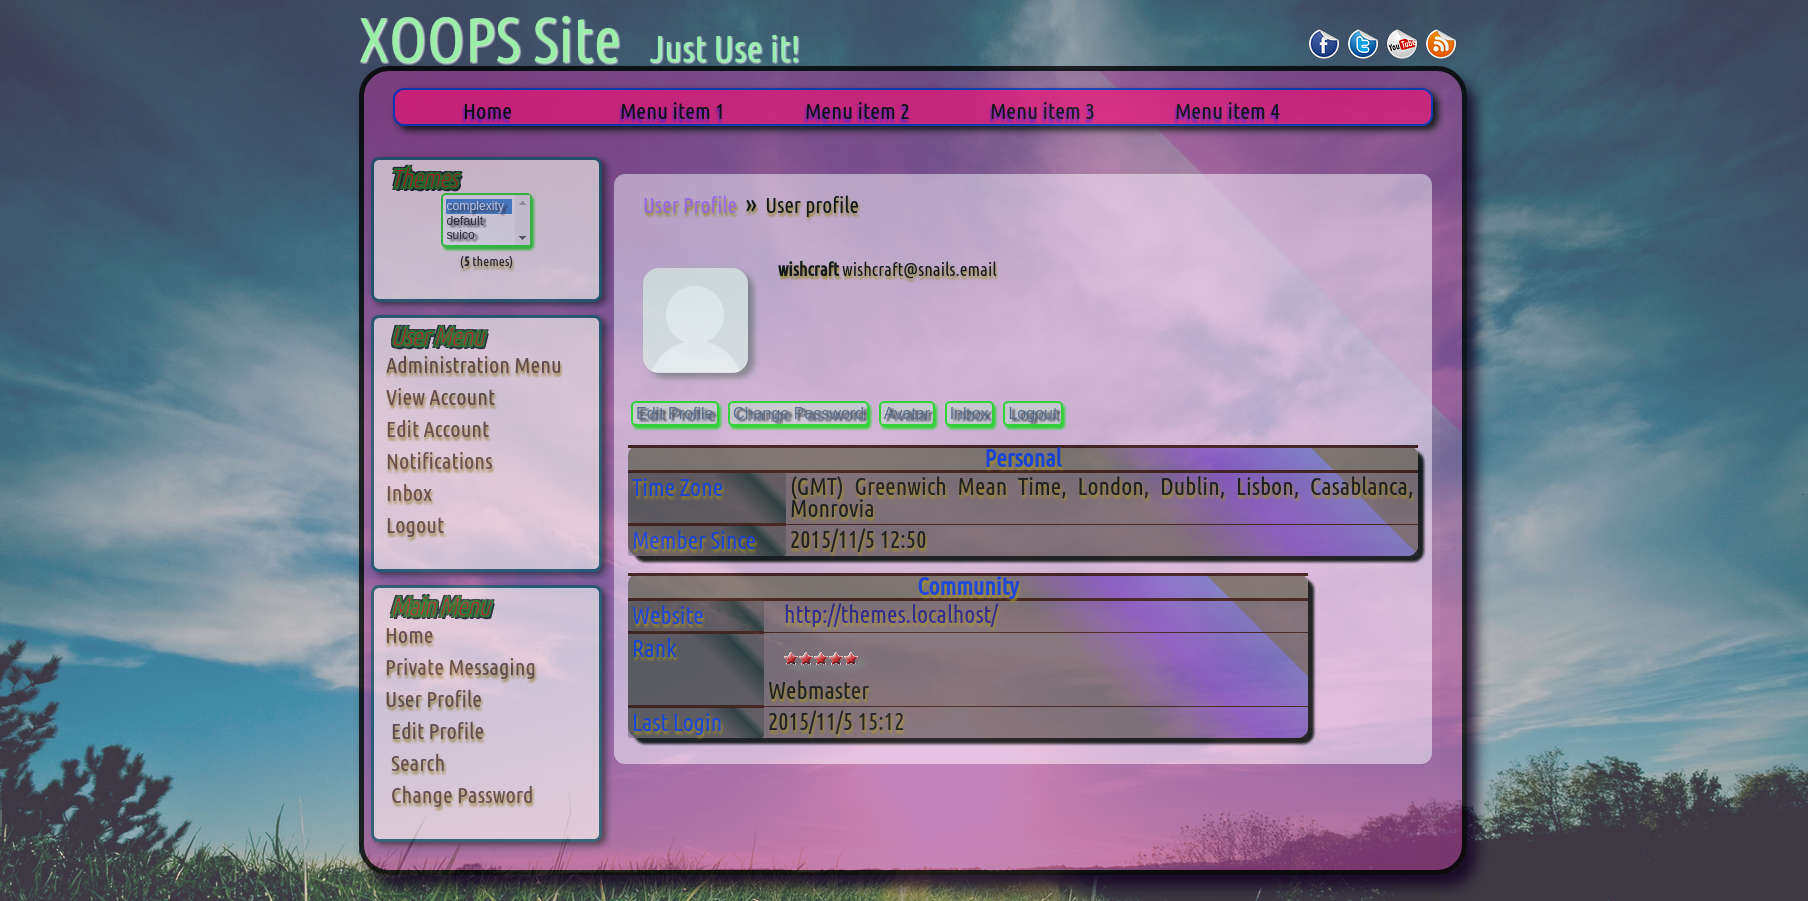 XOOPS Site Just Use it!
You Tube
Home Menu item 1 Menu item 2 Menu item 3 Menu item 4
Themes
complexity
default
suico
(5 themes)
User Menu
Administration Menu
View Account
Edit Account
Notifications
Inbox
Logout
Main Menu
Home
Private Messaging
User Profile
Edit Profile
Search
Change Password
User Profile » User profile
wishcraft wishcraft@snails.email
Edit Profile Change Password Avatar Inbox Logout
Personal
Time Zone (GMT) Greenwich Mean Time, London, Dublin, Lisbon, Casablanca,
Monrovia
Member Since 2015/11/5 12:50
Community
Website http://themes.localhost/
Rank
Webmaster
Last Login 2015/11/5 15:12